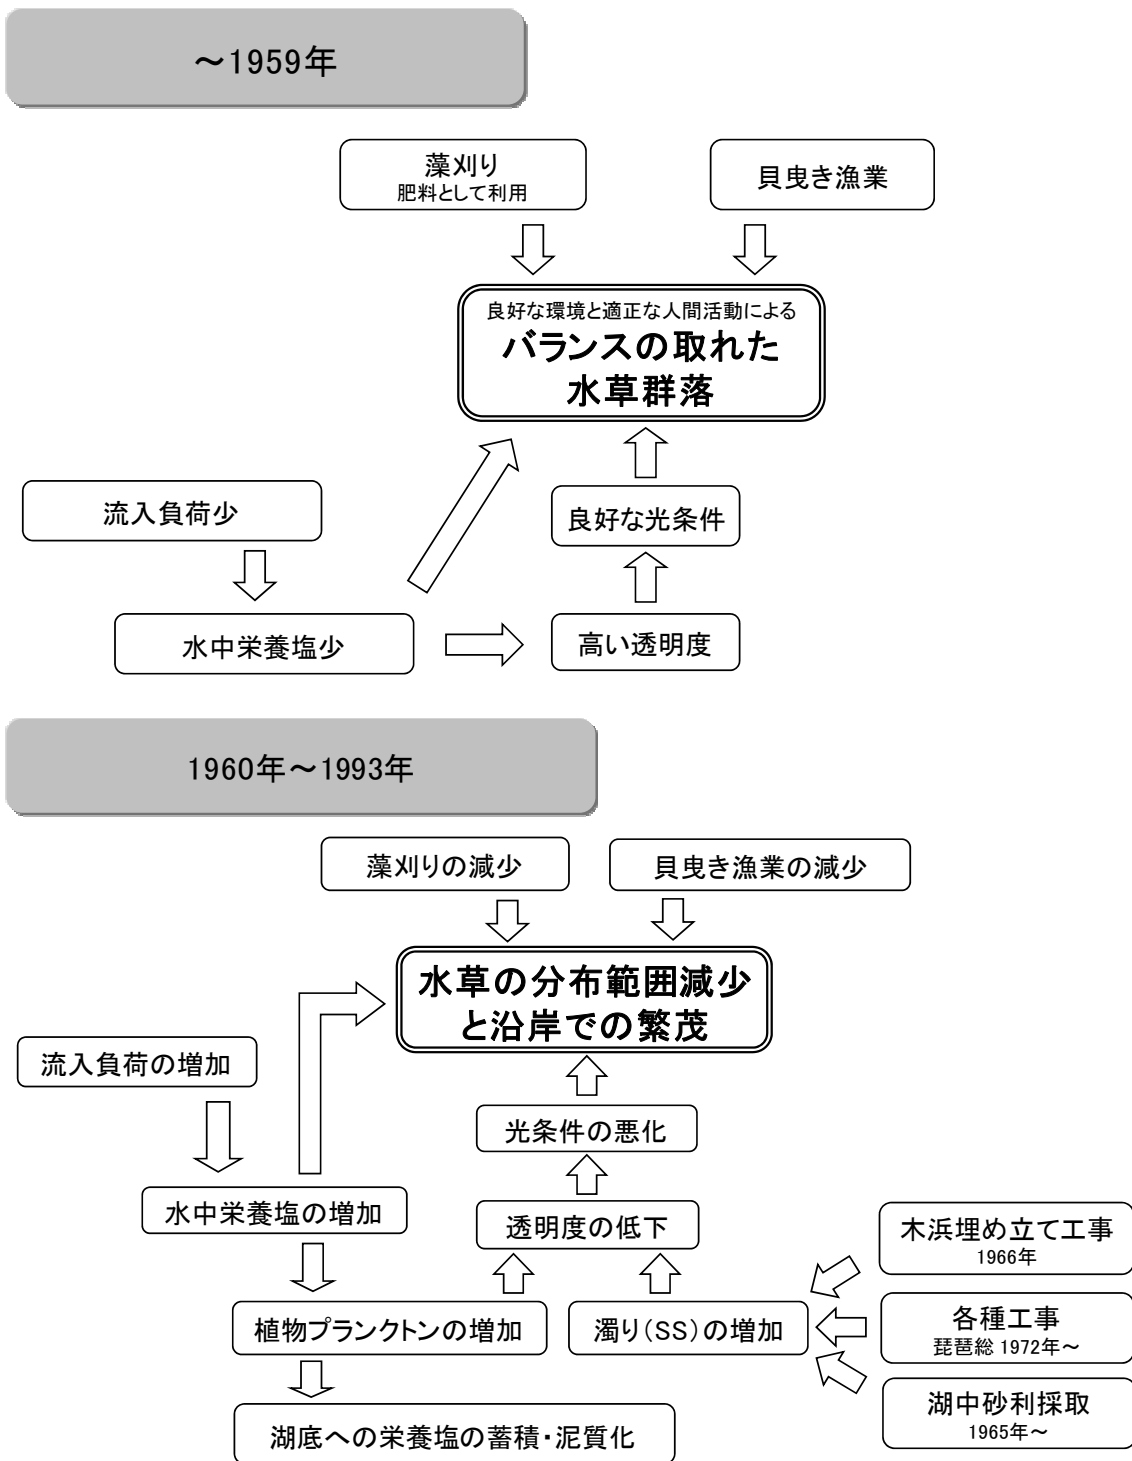 ～1959年
藻刈り
肥料として利用
貝曳き漁業
良好な環境と適正な人間活動による
バランスの取れた
水草群落
流入負荷少
良好な光条件
水中栄養塩少
高い透明度
1960年～1993年
藻刈りの減少
貝曳き漁業の減少
水草の分布範囲減少
と沿岸での繁茂
流入負荷の増加
光条件の悪化
水中栄養塩の増加
透明度の低下
木浜埋め立て工事
1966年
植物プランクトンの増加
濁り(SS)の増加
各種工事
琵琶総 1972年～
湖中砂利採取
1965年～
湖底への栄養塩の蓄積・泥質化